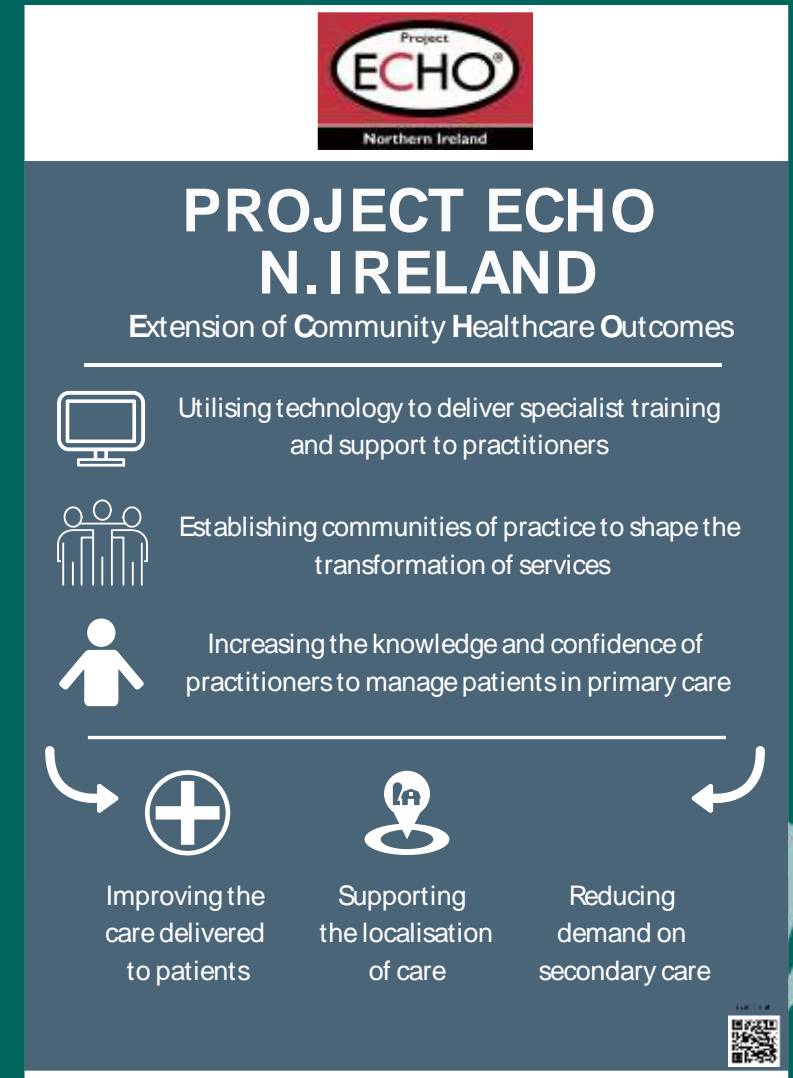 Project
ECHO®
Northern Ireland
PROJECT ECHO
N.IRELAND
Extension of Community Healthcare Outcomes
Utilising technology to deliver specialist training
and support to practitioners
Establishing communities of practice to shape the
transformation of services
Increasing the knowledge and confidence of
practitioners to manage patients in primary care
Improving the
care delivered
to patients
Supporting
the localisation
of care
Reducing
demand on
secondary care